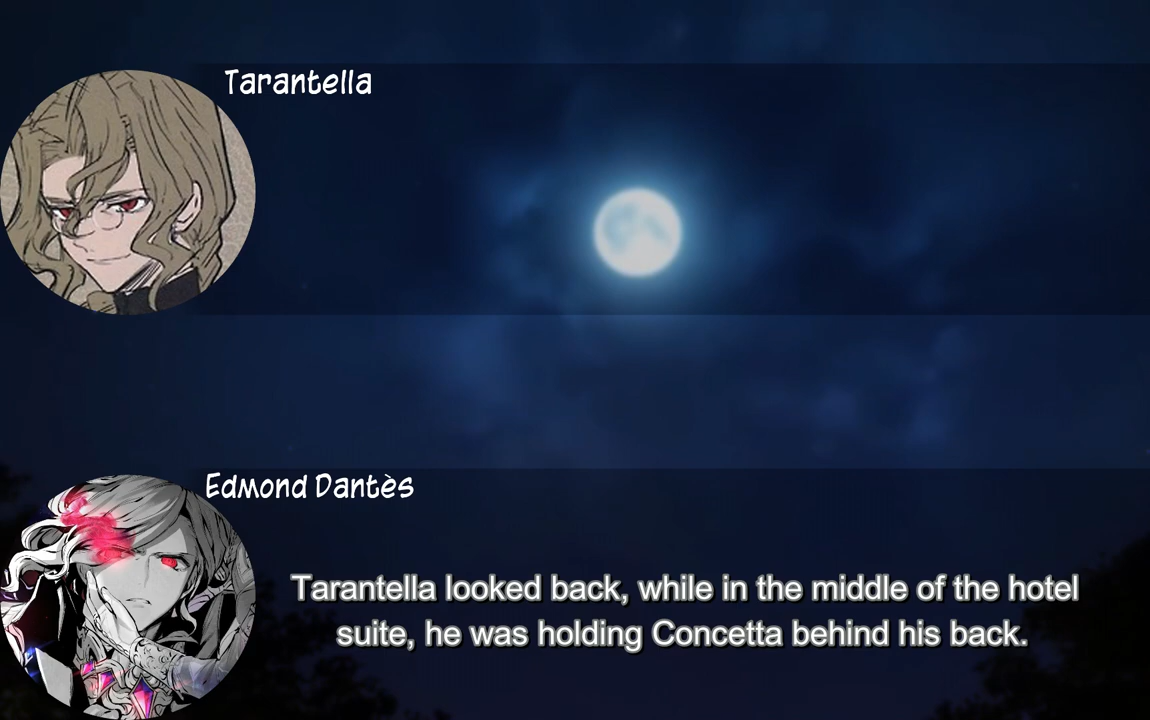 Tarantella
Edmond Dantès
Tarantella looked back, while in the middle of the hotel
suite, he was holding Concetta behind his back.